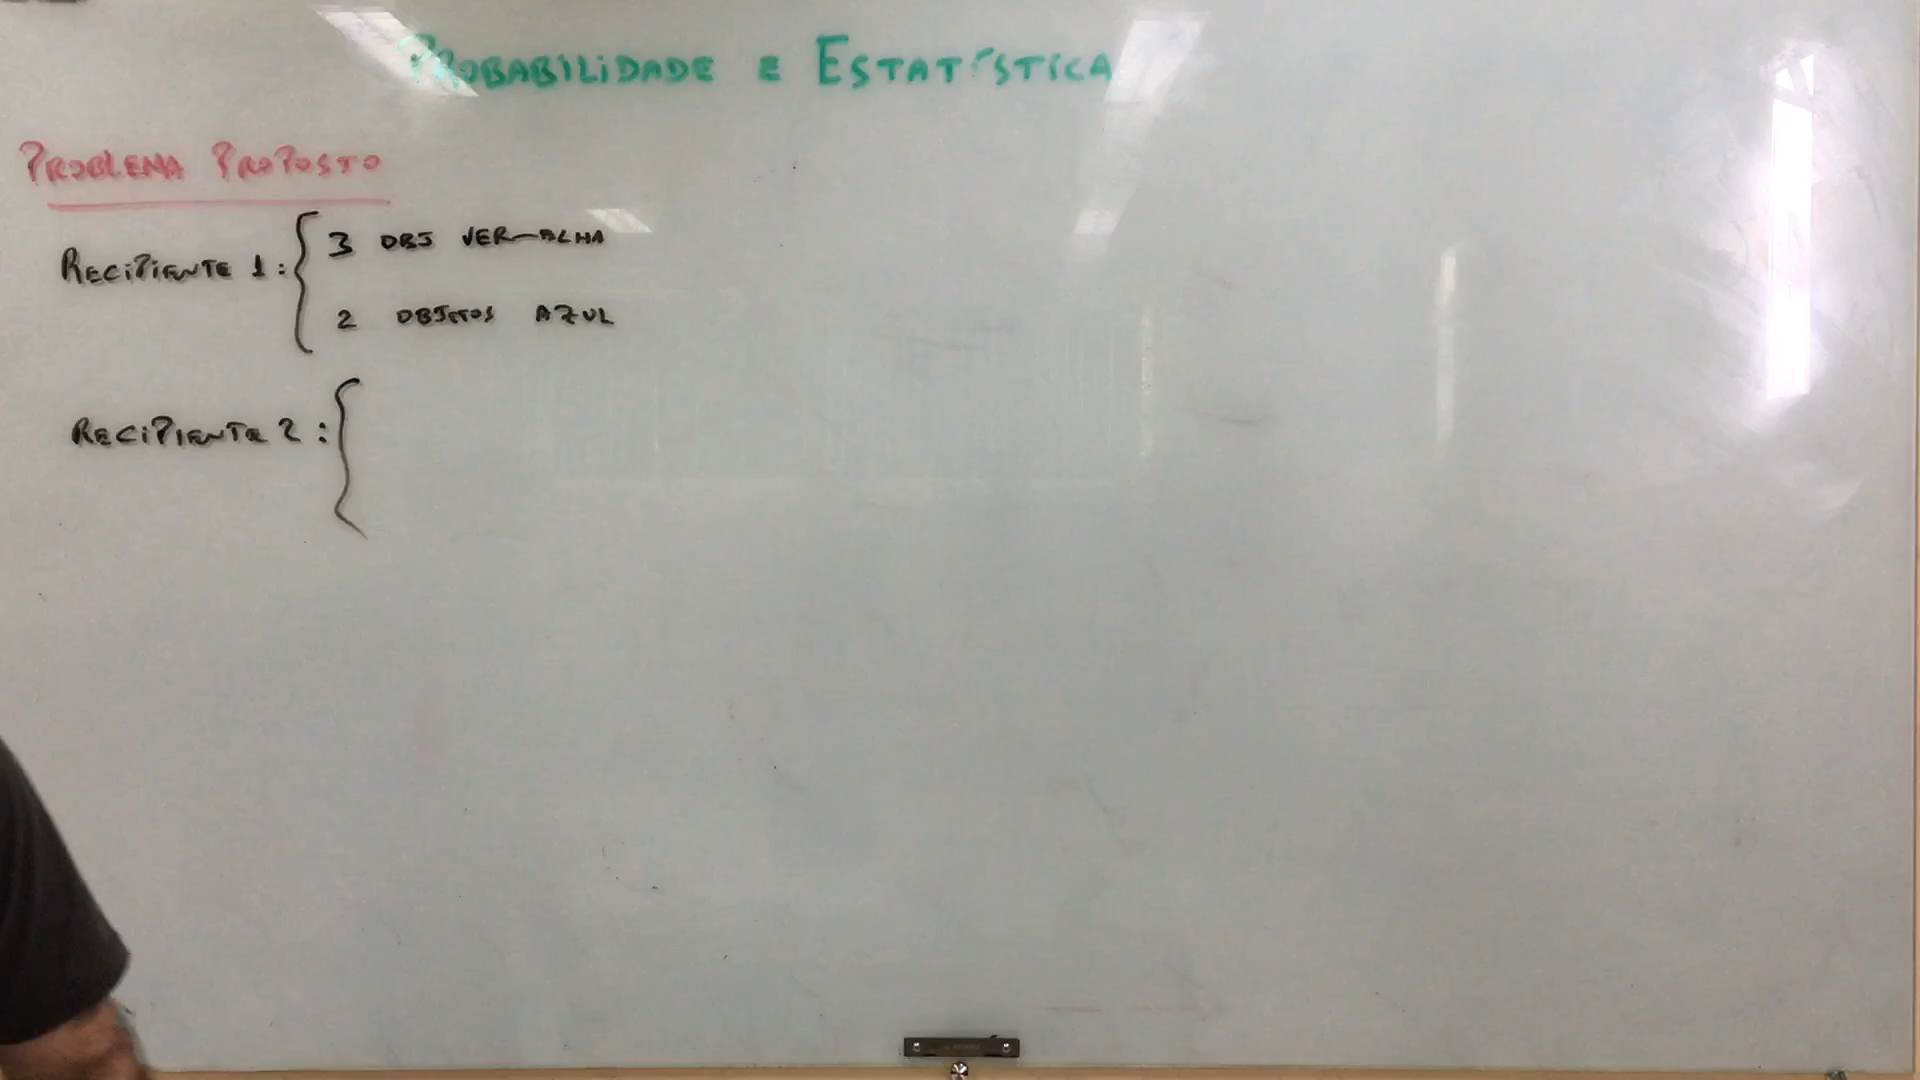 PROBABILIDADE E ESTATÍSTICA
PROBLEMA PROPOSTO
RECIPIENTE 1: { 3 OBJ VERMELHA
2 OBJETOS AZUL
RECIPIENTE 2: {